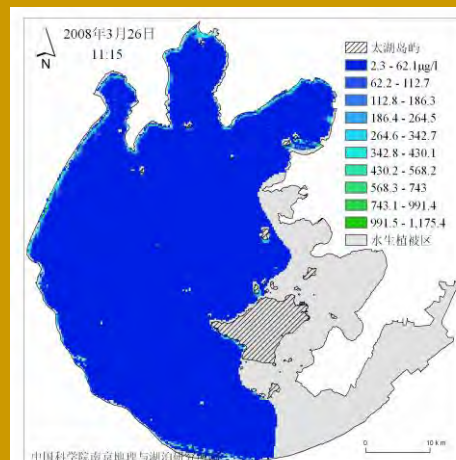 2008年3月26日
11:15
N
太湖岛屿
2.3 - 62.1μg/l
62.2 - 112.7
112.8 - 186.3
186.4 - 264.5
264.6 - 342.7
342.8 - 430.1
430.2 - 568.2
568.3 - 743
743.1 - 991.4
991.5 - 1,175.4
水生植被区
0 10 km
中国科学院南京地理与湖泊研究